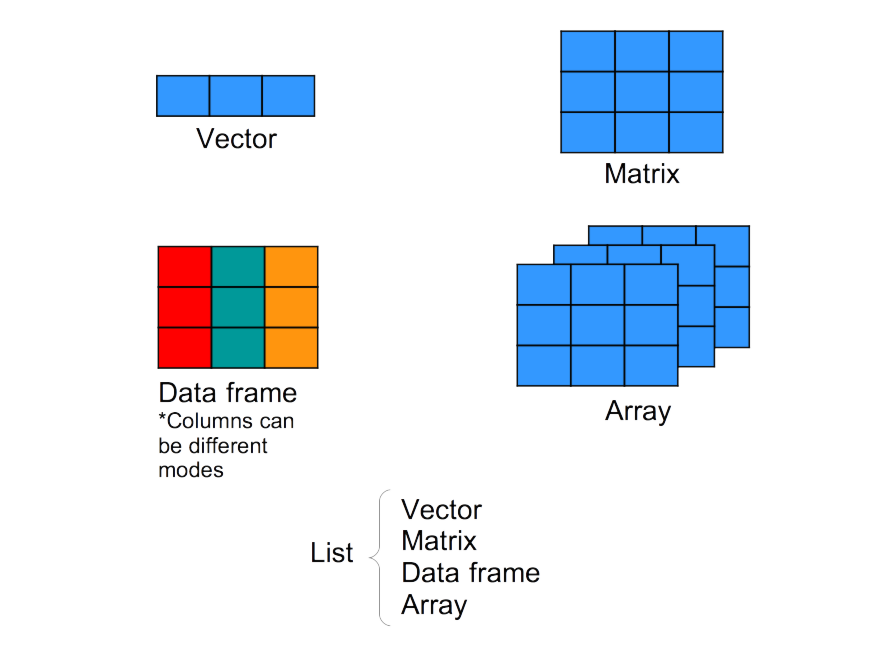 Vector
Matrix
Data frame
*Columns can
be different
modes
Array
List
Vector
Matrix
Data frame
Array